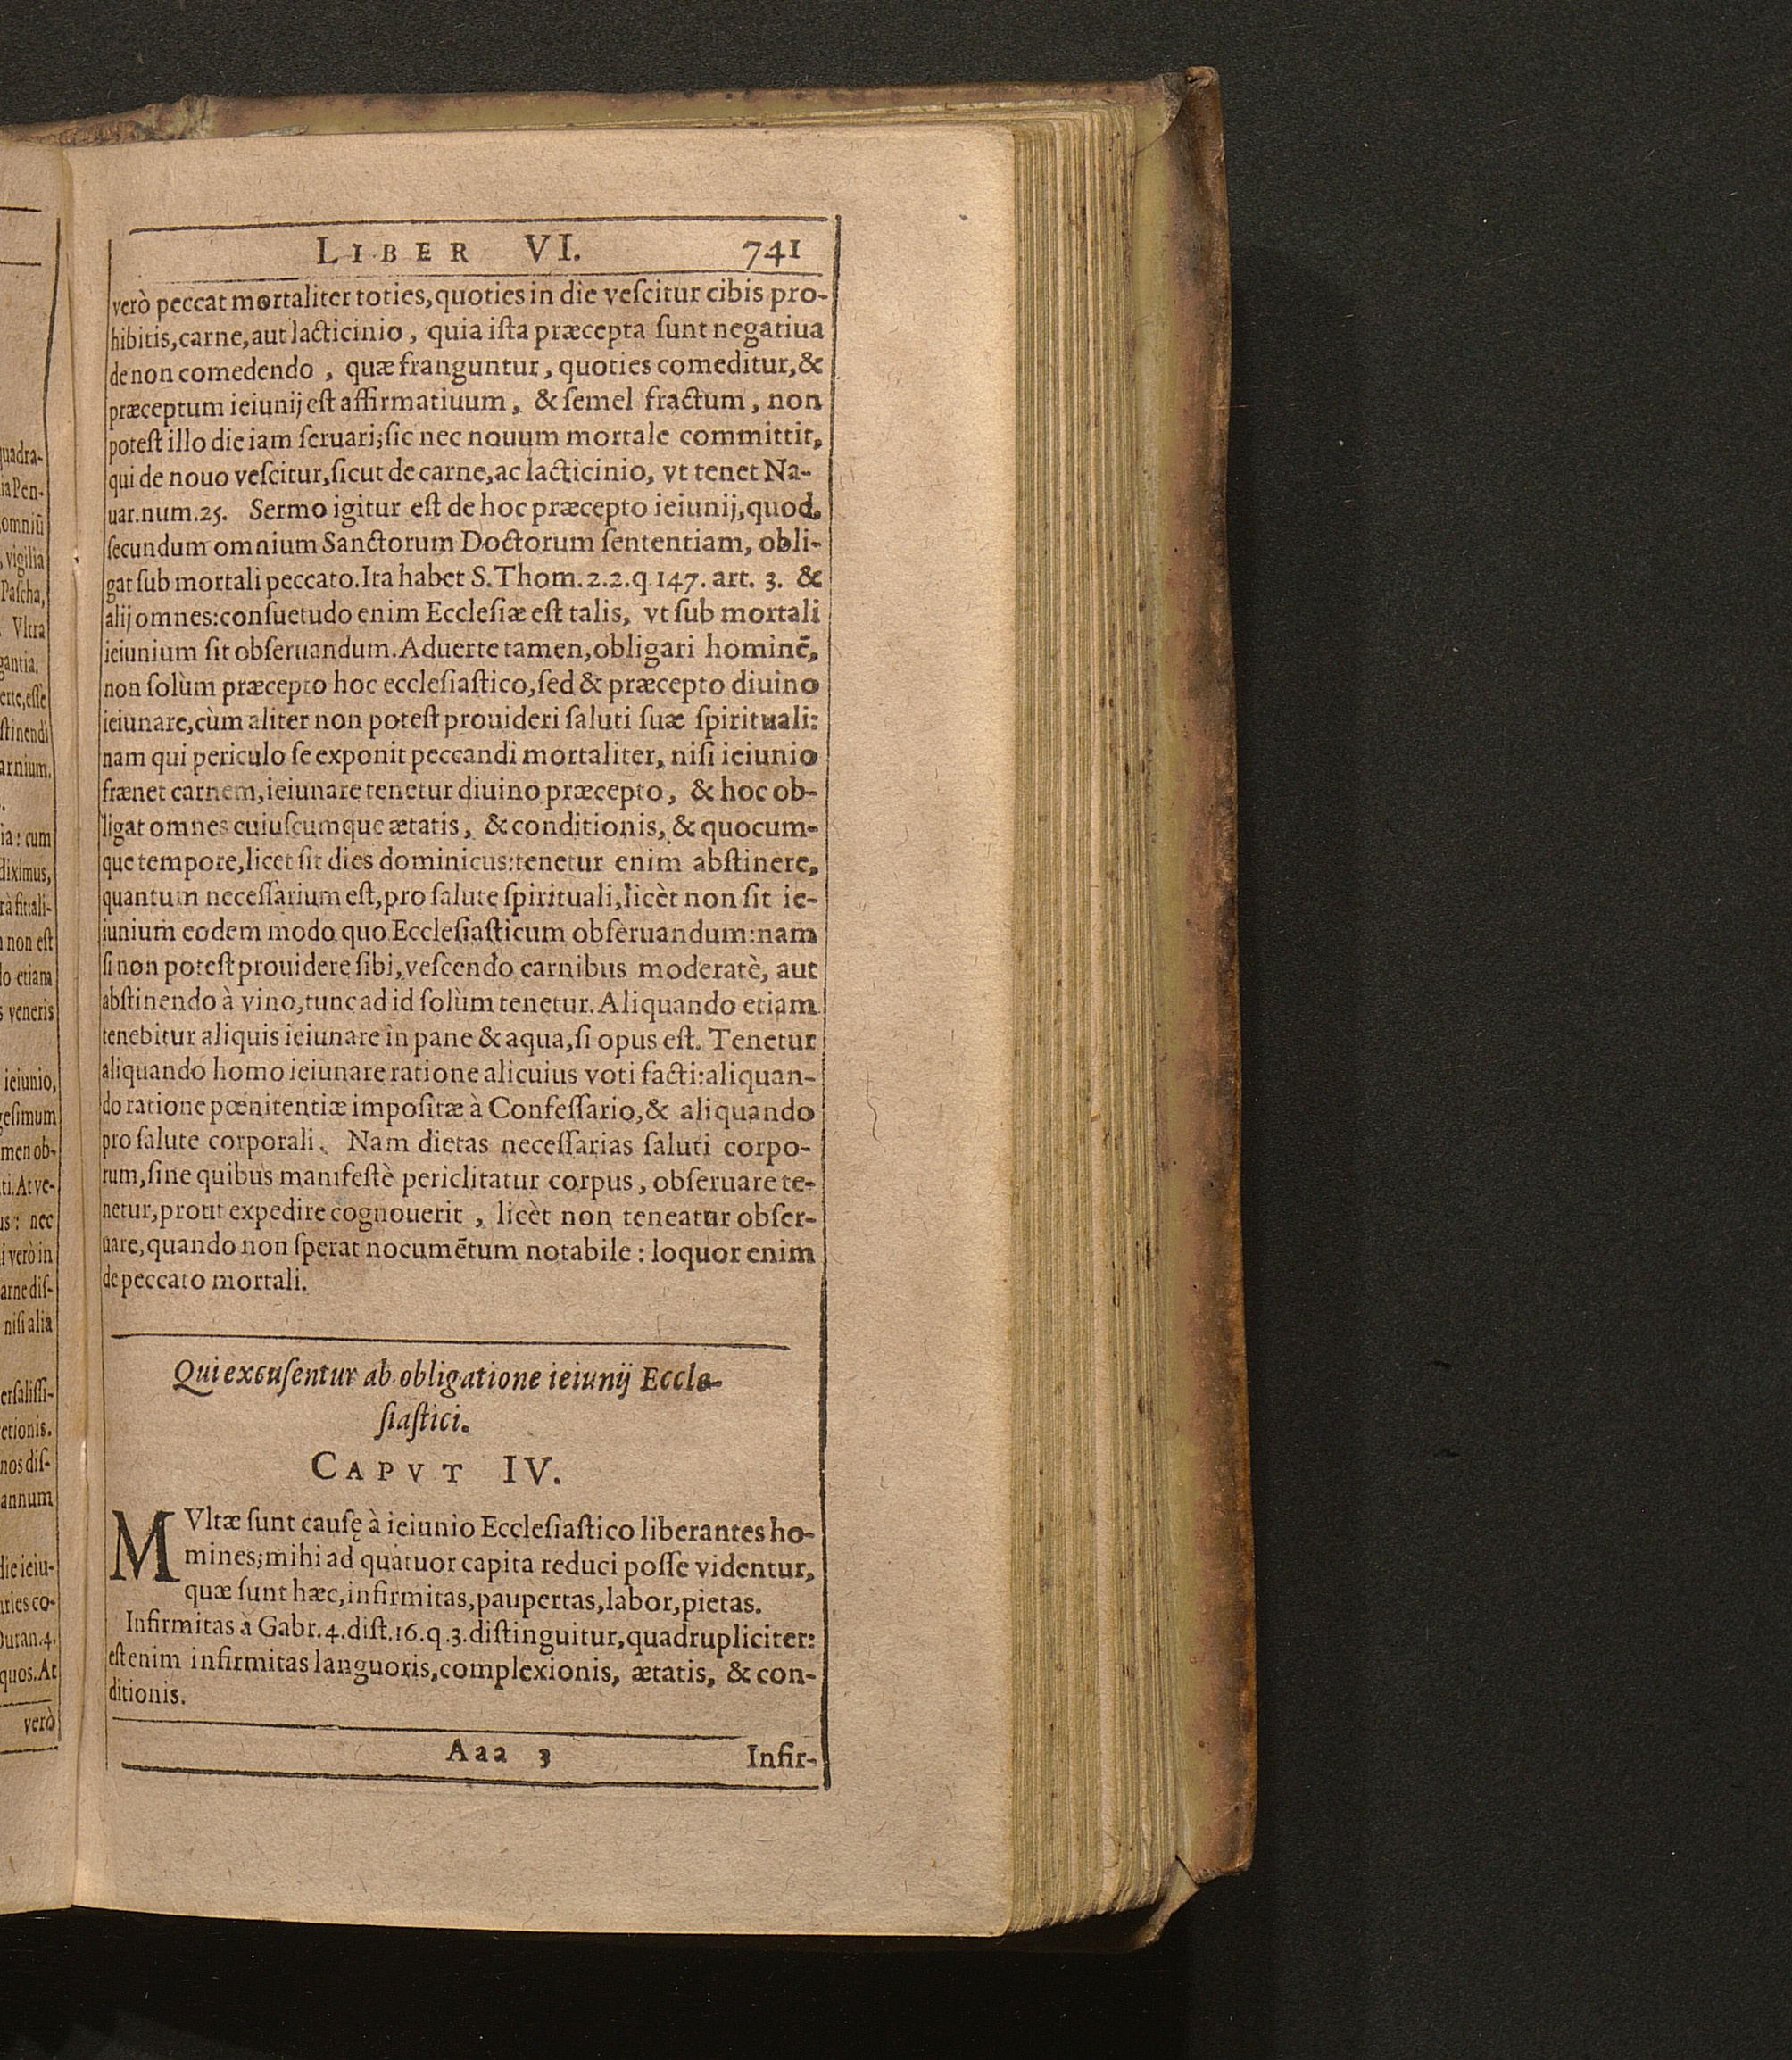 LIBER VI. 741
verò peccat mortaliter toties, quoties in die veſcitur cibis pro-
hibitis, carne, aut lacticinio, quia iſta præcepta ſunt negatiua
de non comedendo, quæ franguntur, quoties comeditur, &
præceptum ieiunij eſt affirmatiuum, & ſemel fractum, non
poteſt illo die iam ſeruari; ſic nec nouum mortale committit,
qui de nouo veſcitur, ſicut de carne, ac lacticinio, vt tenet Na-
uar. num. 25. Sermo igitur eſt de hoc præcepto ieiunij, quod,
ſecundum omnium Sanctorum Doctorum ſententiam, obli-
gat ſub mortali peccato. Ita habet S. Thom. 2.2. q 147. art. 3. &
alij omnes: conſuetudo enim Eccleſiæ eſt talis, vt ſub mortali
ieiunium ſit obſeruandum. Aduerte tamen, obligari hominē,
non ſolùm præcepto hoc eccleſiaſtico, ſed & præcepto diuino
ieiunare, cùm aliter non poteſt prouideri ſaluti ſuæ ſpirituali:
nam qui periculo ſe exponit peccandi mortaliter, niſi ieiunio
frænet carnem, ieiunare tenetur diuino præcepto, & hoc ob-
ligat omnes cuiuſcumque ætatis, & conditionis, & quocum-
que tempore, licet ſit dies dominicus: tenetur enim abſtinere,
quantum neceſſarium eſt, pro ſalute ſpirituali, licèt non ſit ie-
iunium eodem modo quo Eccleſiaſticum obſeruandum: nam
ſi non poteſt prouidere ſibi, veſcendo carnibus moderatè, aut
abſtinendo à vino, tunc ad id ſolùm tenetur. Aliquando etiam
tenebitur aliquis ieiunare in pane & aqua, ſi opus eſt. Tenetur
aliquando homo ieiunare ratione alicuius voti facti: aliquan-
do ratione pœnitentiæ impoſitæ à Confeſſario, & aliquando
pro ſalute corporali. Nam dietas neceſſarias ſaluti corpo-
rum, ſine quibus manifeſtè periclitatur corpus, obſeruare te-
netur, prout expedire cognouerit, licèt non teneatur obſer-
uare, quando non ſperat nocumētum notabile: loquor enim
de peccato mortali.
Qui excuſentur ab obligatione ieiunij Eccle-
ſiaſtici.
CAPVT IV.
MVltæ ſunt cauſę à ieiunio Eccleſiaſtico liberantes ho-
mines; mihi ad quatuor capita reduci poſſe videntur,
quæ ſunt hæc, infirmitas, paupertas, labor, pietas.
Infirmitas à Gabr. 4. diſt. 16. q. 3. diſtinguitur, quadrupliciter:
eſt enim infirmitas languoris, complexionis, ætatis, & con-
ditionis.
Aaa 3 Infir-